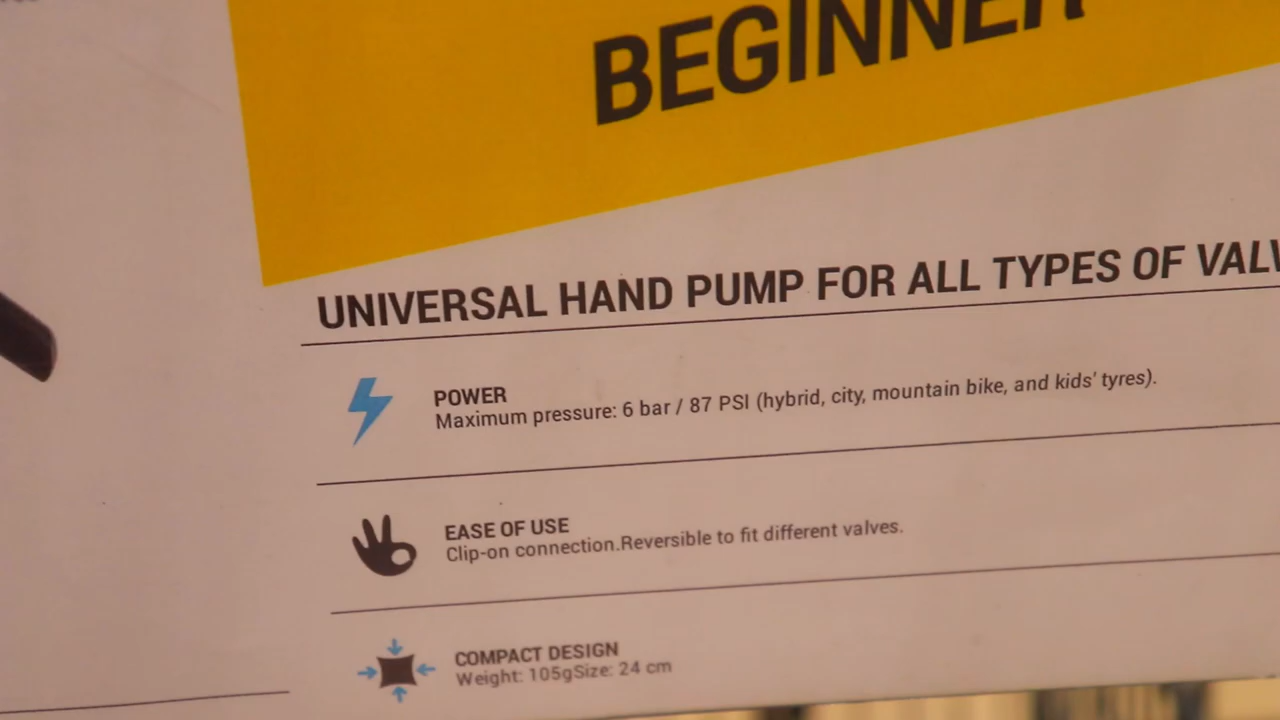 BEGINNER
UNIVERSAL HAND PUMP FOR ALL TYPES OF
POWER
Maximum pressure: 6 bar / 87 PSI (hybrid, city, mountain bike, and kids' tyres).
EASE OF USE
Clip-on connection.Reversible to fit different valves.
COMPACT DESIGN
Weight: 105gSize: 24 cm